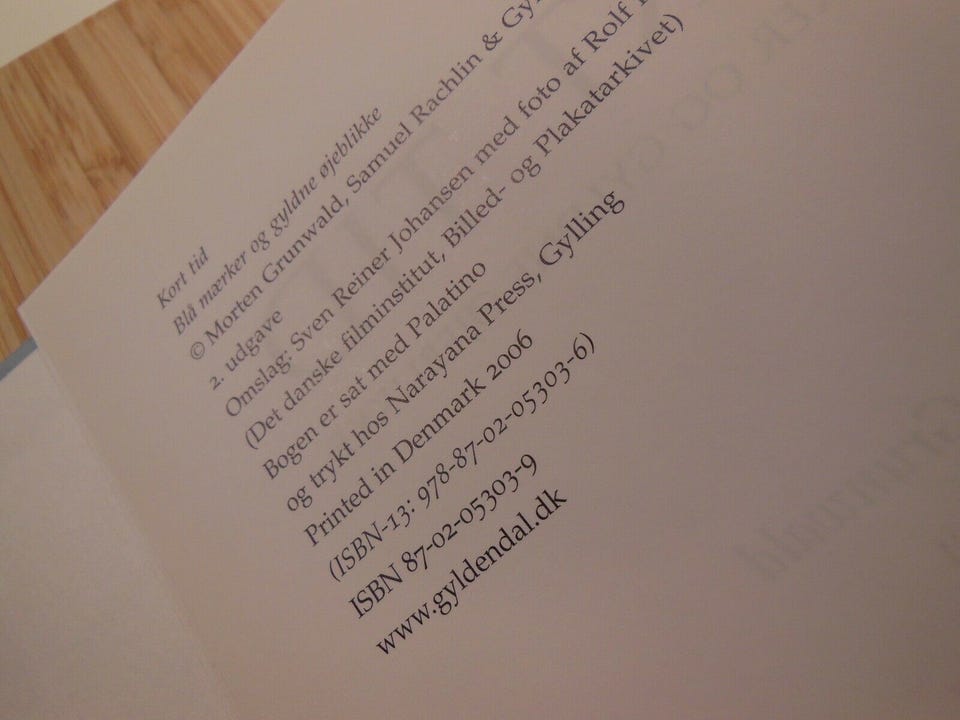 Kort tid
Blå mærker og gyldne øjeblikke
© Morten Grunwald, Samuel Rachlin & Gyl
2. udgave
Omslag: Sven Reiner Johansen med foto af Rolf
(Det danske filminstitut, Billed- og Plakatarkivet)
Bogen er sat med Palatino
og trykt hos Narayana Press, Gylling
Printed in Denmark 2006
(ISBN-13: 978-87-02-05303-6)
ISBN 87-02-05303-9
www.gyldendal.dk